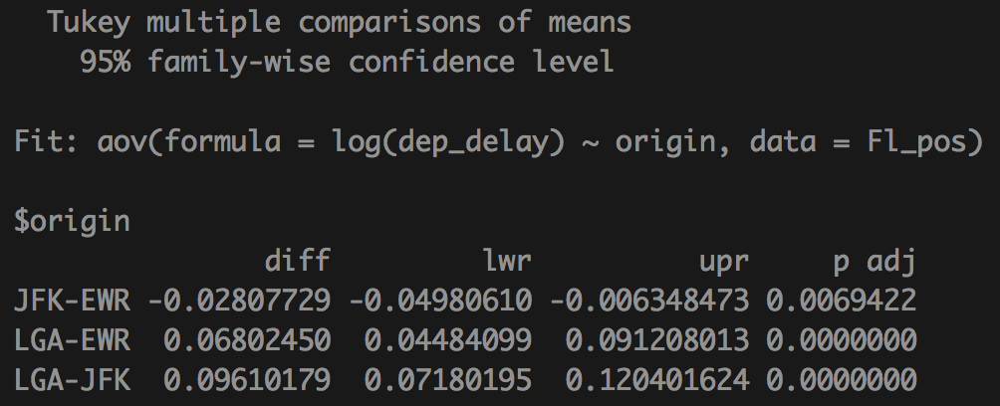 Tukey multiple comparisons of means
95% family-wise confidence level
Fit: aov(formula = log(dep_delay) ~ origin, data = Fl_pos)
$origin
diff lwr upr p adj
JFK-EWR -0.02807729 -0.04980610 -0.006348473 0.0069422
LGA-EWR 0.06802450 0.04484099 0.091208013 0.0000000
LGA-JFK 0.09610179 0.07180195 0.120401624 0.0000000